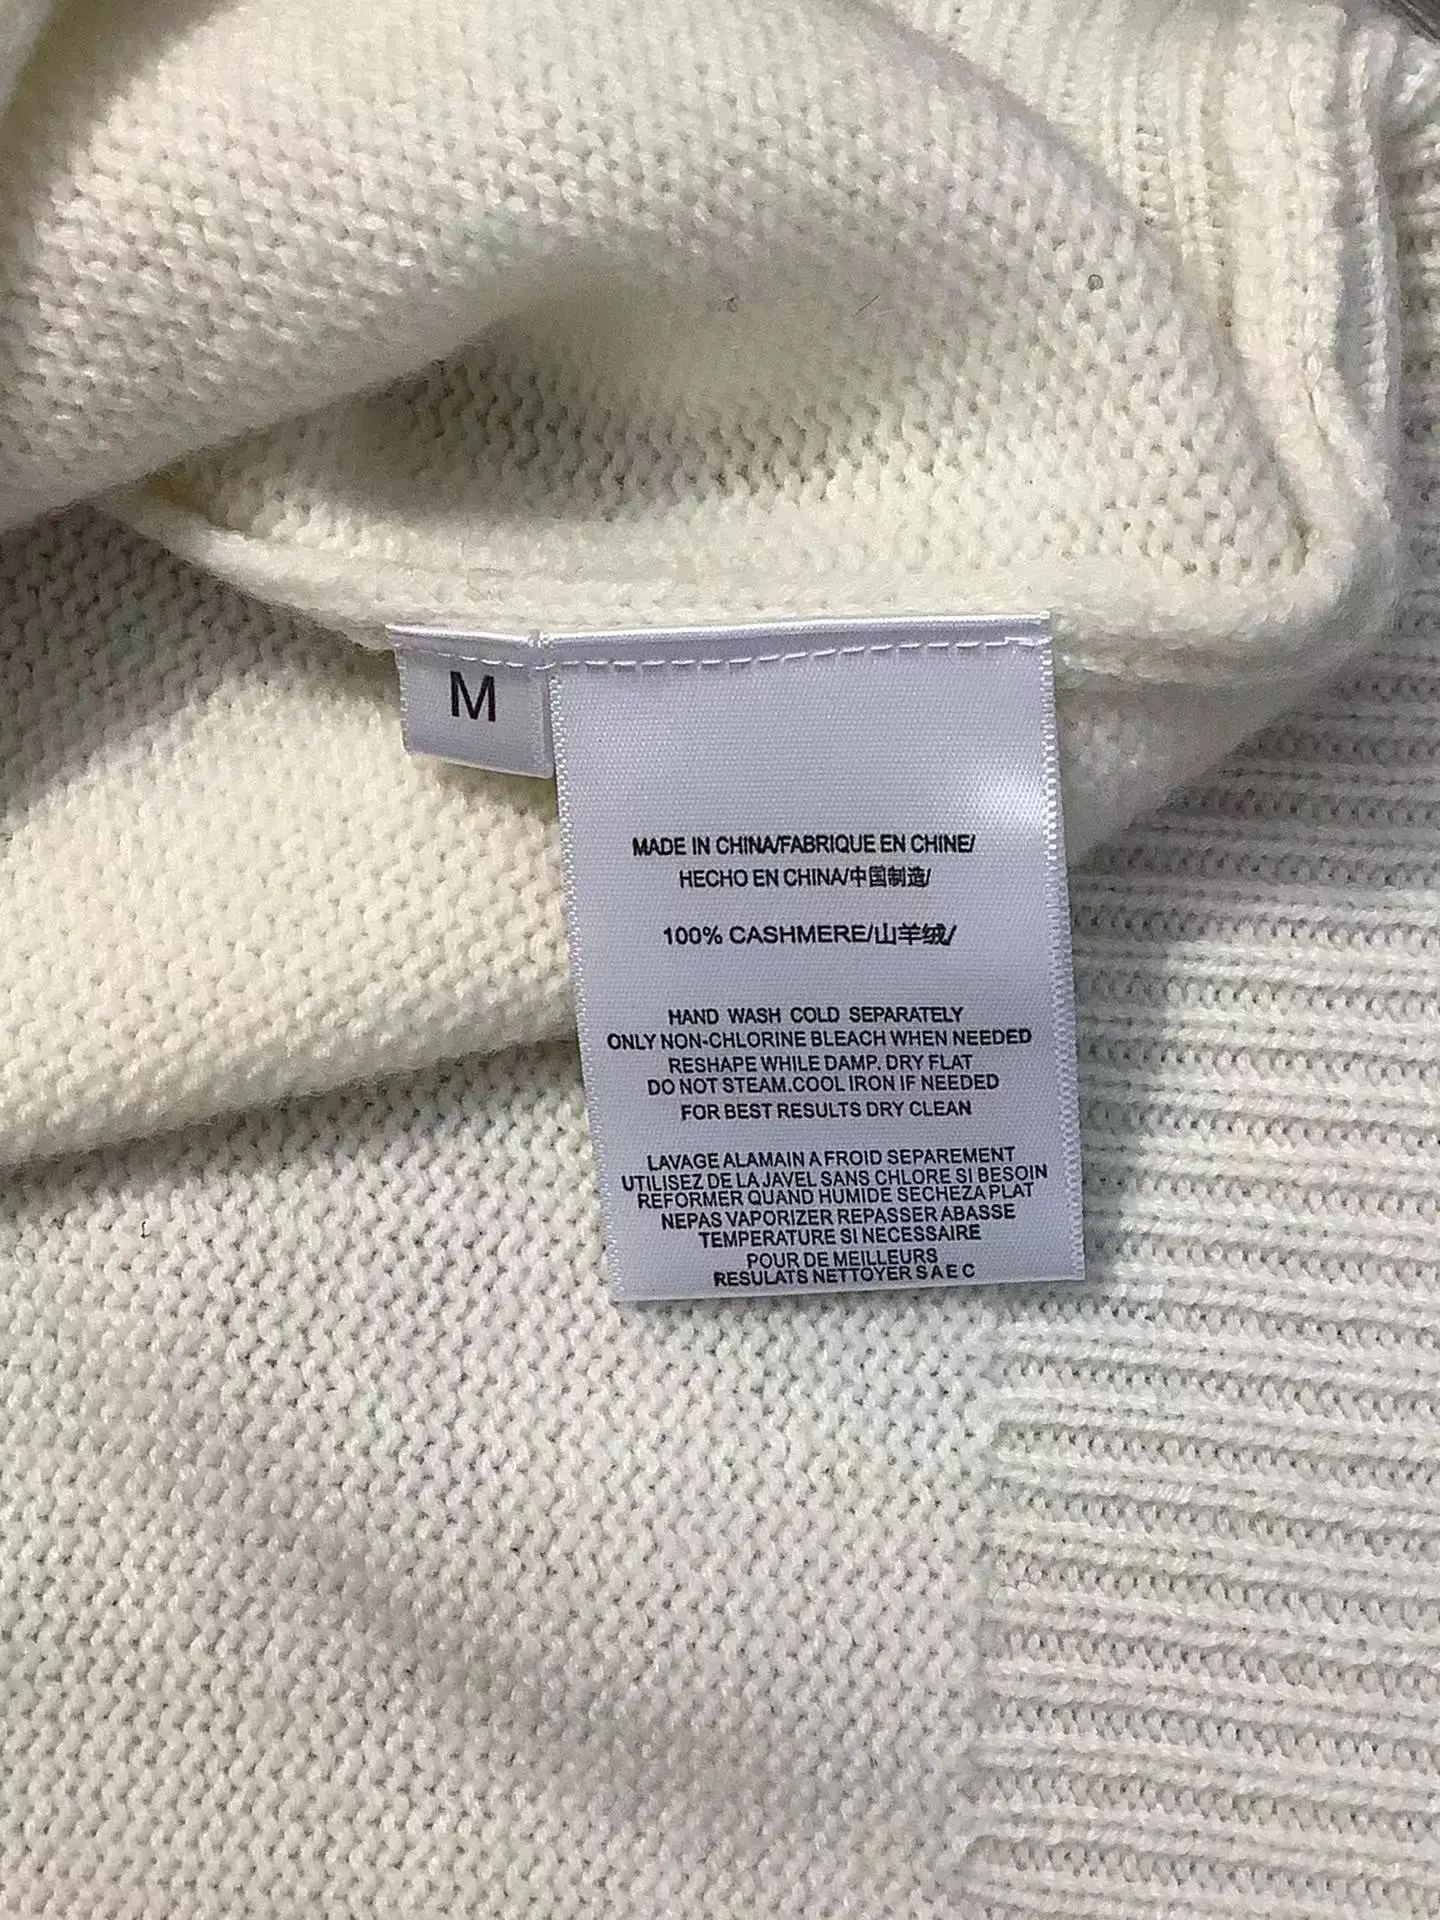 M
MADE IN CHINA/FABRIQUE EN CHINE/
HECHO EN CHINA/中国制造/
100% CASHMERE/山羊绒/
HAND WASH COLD SEPARATELY
ONLY NON-CHLORINE BLEACH WHEN NEEDED
RESHAPE WHILE DAMP. DRY FLAT
DO NOT STEAM.COOL IRON IF NEEDED
FOR BEST RESULTS DRY CLEAN
LAVAGE ALAMAIN A FROID SEPAREMENT
UTILISEZ DE LA JAVEL SANS CHLORE SI BESOIN
REFORMER QUAND HUMIDE SECHEZA PLAT
NEPAS VAPORIZER REPASSER ABASSE
TEMPERATURE SI NECESSAIRE
POUR DE MEILLEURS
RESULATS NETTOYER S A E C